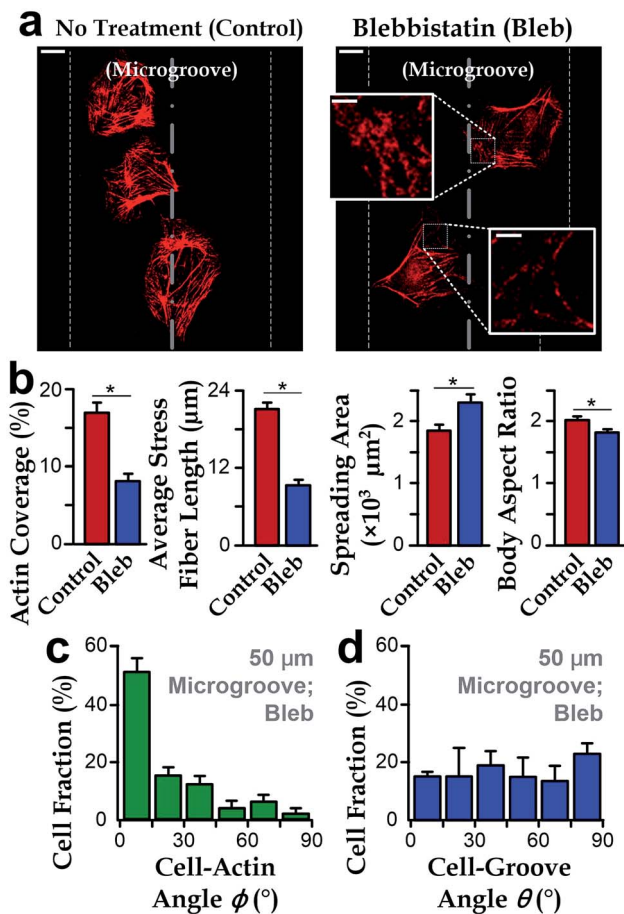 a
No Treatment (Control)
Blebbistatin (Bleb)
(Microgroove)
(Microgroove)
b
Actin Coverage (%)
20
10
0
*
Control
Bleb
Average Stress
Fiber Length (μm)
24
12
0
*
Control
Bleb
Spreading Area
(×10³ μm²)
2
1
0
*
Control
Bleb
Body Aspect Ratio
2
1
0
*
Control
Bleb
c
Cell Fraction (%)
60
40
20
0
50 μm
Microgroove;
Bleb
0 30 60 90
Cell-Actin
Angle ϕ (°)
d
Cell Fraction (%)
60
40
20
0
50 μm
Microgroove;
Bleb
0 30 60 90
Cell-Groove
Angle θ (°)